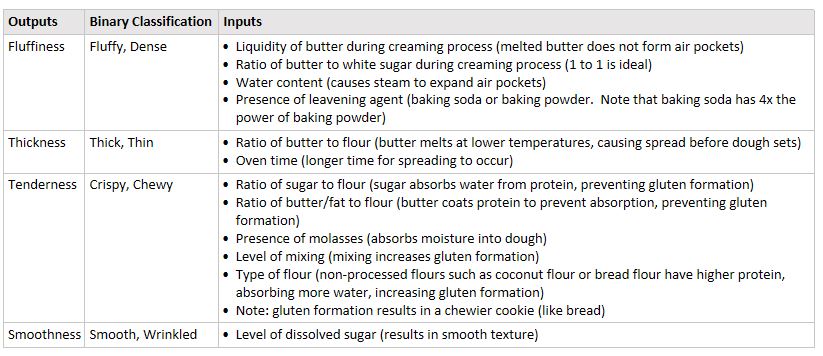 Outputs Binary Classification Inputs
Fluffiness Fluffy, Dense • Liquidity of butter during creaming process (melted butter does not form air pockets)
• Ratio of butter to white sugar during creaming process (1 to 1 is ideal)
• Water content (causes steam to expand air pockets)
• Presence of leavening agent (baking soda or baking powder.  Note that baking soda has 4x the
power of baking powder)
Thickness Thick, Thin • Ratio of butter to flour (butter melts at lower temperatures, causing spread before dough sets)
• Oven time (longer time for spreading to occur)
Tenderness Crispy, Chewy • Ratio of sugar to flour (sugar absorbs water from protein, preventing gluten formation)
• Ratio of butter/fat to flour (butter coats protein to prevent absorption, preventing gluten
formation)
• Presence of molasses (absorbs moisture into dough)
• Level of mixing (mixing increases gluten formation)
• Type of flour (non-processed flours such as coconut flour or bread flour have higher protein,
absorbing more water, increasing gluten formation)
• Note: gluten formation results in a chewier cookie (like bread)
Smoothness Smooth, Wrinkled • Level of dissolved sugar (results in smooth texture)